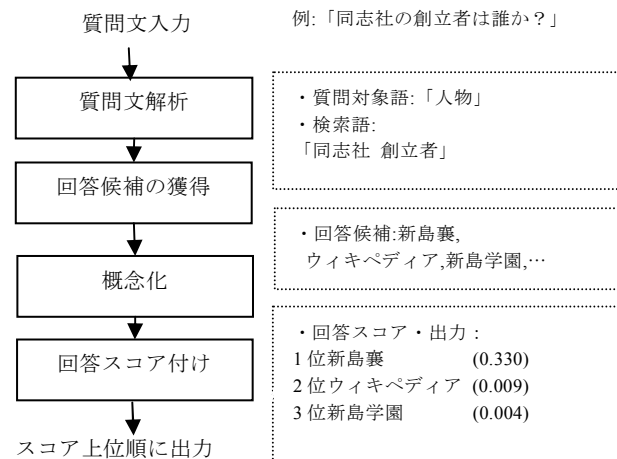 質問文入力
例:「同志社の創立者は誰か？」
質問文解析
・質問対象語:「人物」
・検索語:
「同志社 創立者」
回答候補の獲得
・回答候補:新島襄,
ウィキペディア,新島学園,…
概念化
回答スコア付け
・回答スコア・出力：
1 位新島襄 (0.330)
2 位ウィキペディア (0.009)
3 位新島学園 (0.004)
スコア上位順に出力